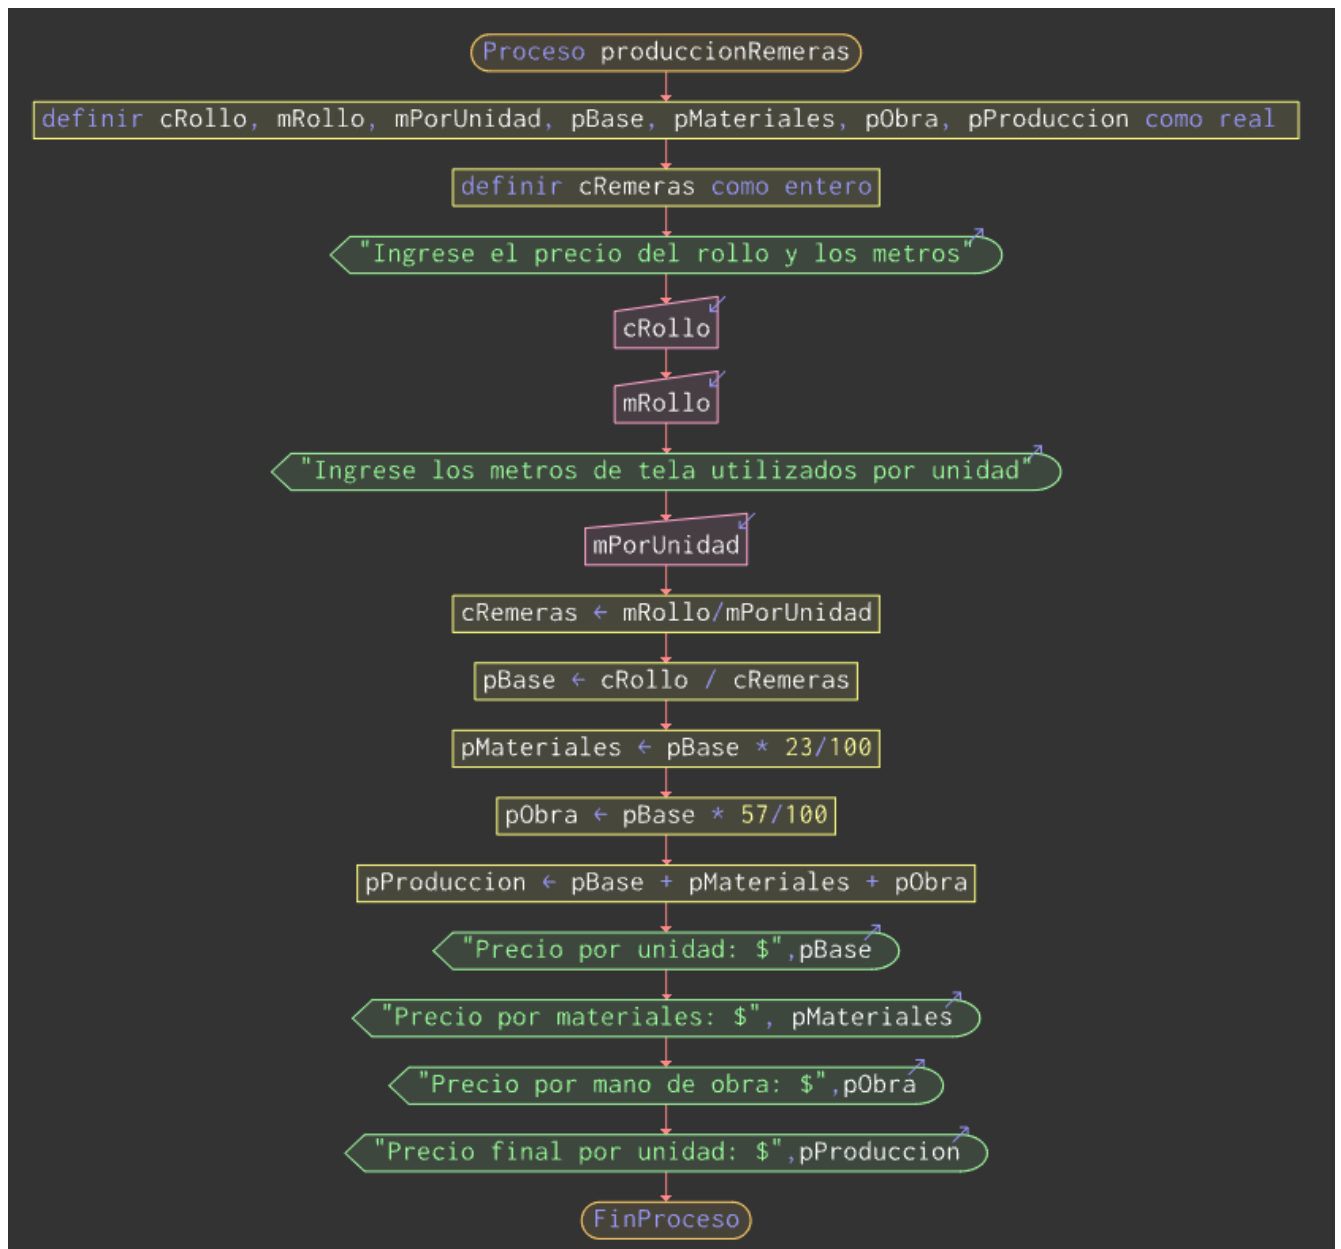 Proceso produccionRemeras
definir cRollo, mRollo, mPorUnidad, pBase, pMateriales, pObra, pProduccion como real
definir cRemeras como entero
"Ingrese el precio del rollo y los metros"
cRollo
mRollo
"Ingrese los metros de tela utilizados por unidad"
mPorUnidad
cRemeras ← mRollo/mPorUnidad
pBase ← cRollo / cRemeras
pMateriales ← pBase * 23/100
pObra ← pBase * 57/100
pProduccion ← pBase + pMateriales + pObra
"Precio por unidad: $",pBase
"Precio por materiales: $", pMateriales
"Precio por mano de obra: $",pObra
"Precio final por unidad: $",pProduccion
FinProceso